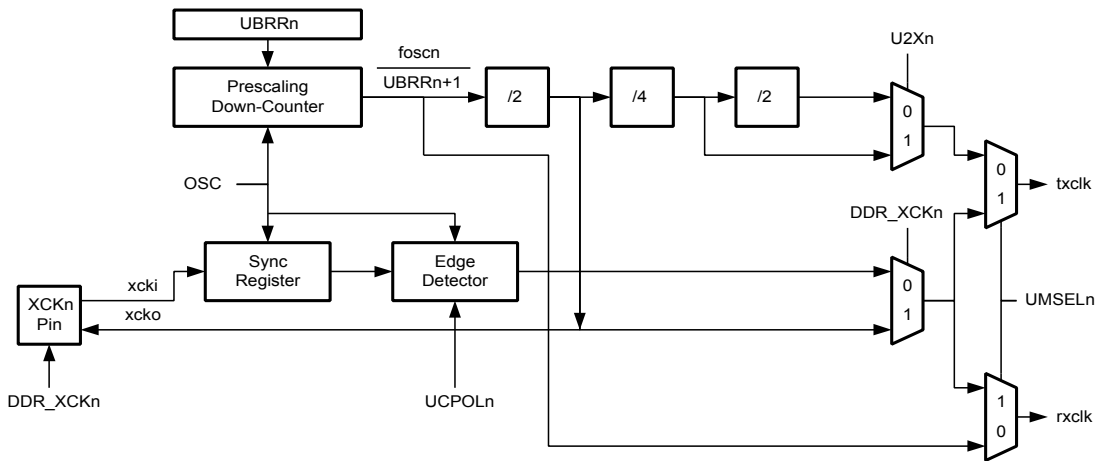 UBRRn
U2Xn
foscn
UBRRn+1
Prescaling
Down-Counter
/2
/4
/2
0
1
OSC
0
1
txclk
DDR_XCKn
Sync
Register
Edge
Detector
xcki
0
1
UMSELn
XCKn
Pin
xcko
DDR_XCKn
UCPOLn
1
0
rxclk